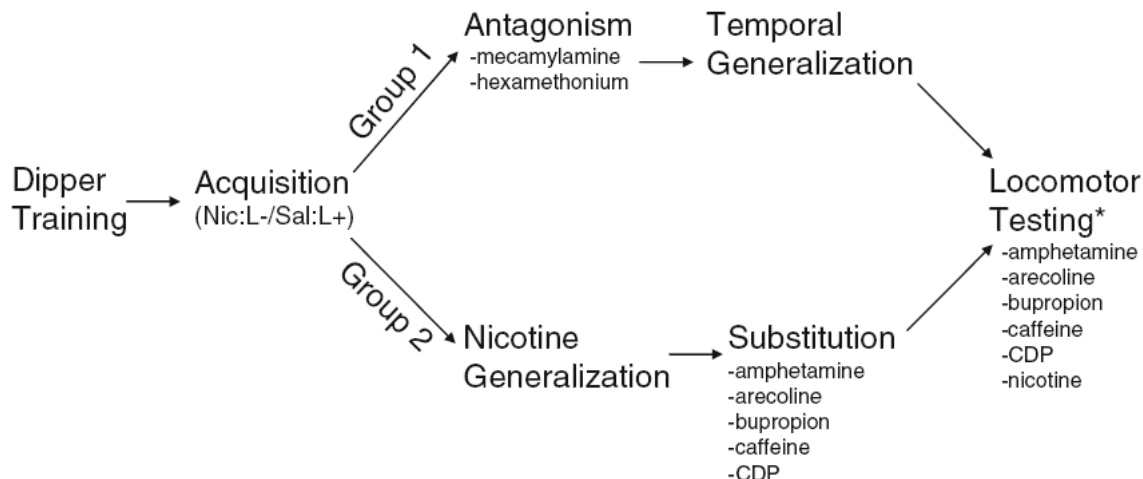 Dipper
Training
Acquisition
(Nic:L-/Sal:L+)
Group 1
Antagonism
-mecamylamine
-hexamethonium
Temporal
Generalization
Group 2
Nicotine
Generalization
Substitution
-amphetamine
-arecoline
-bupropion
-caffeine
-CDP
Locomotor
Testing*
-amphetamine
-arecoline
-bupropion
-caffeine
-CDP
-nicotine